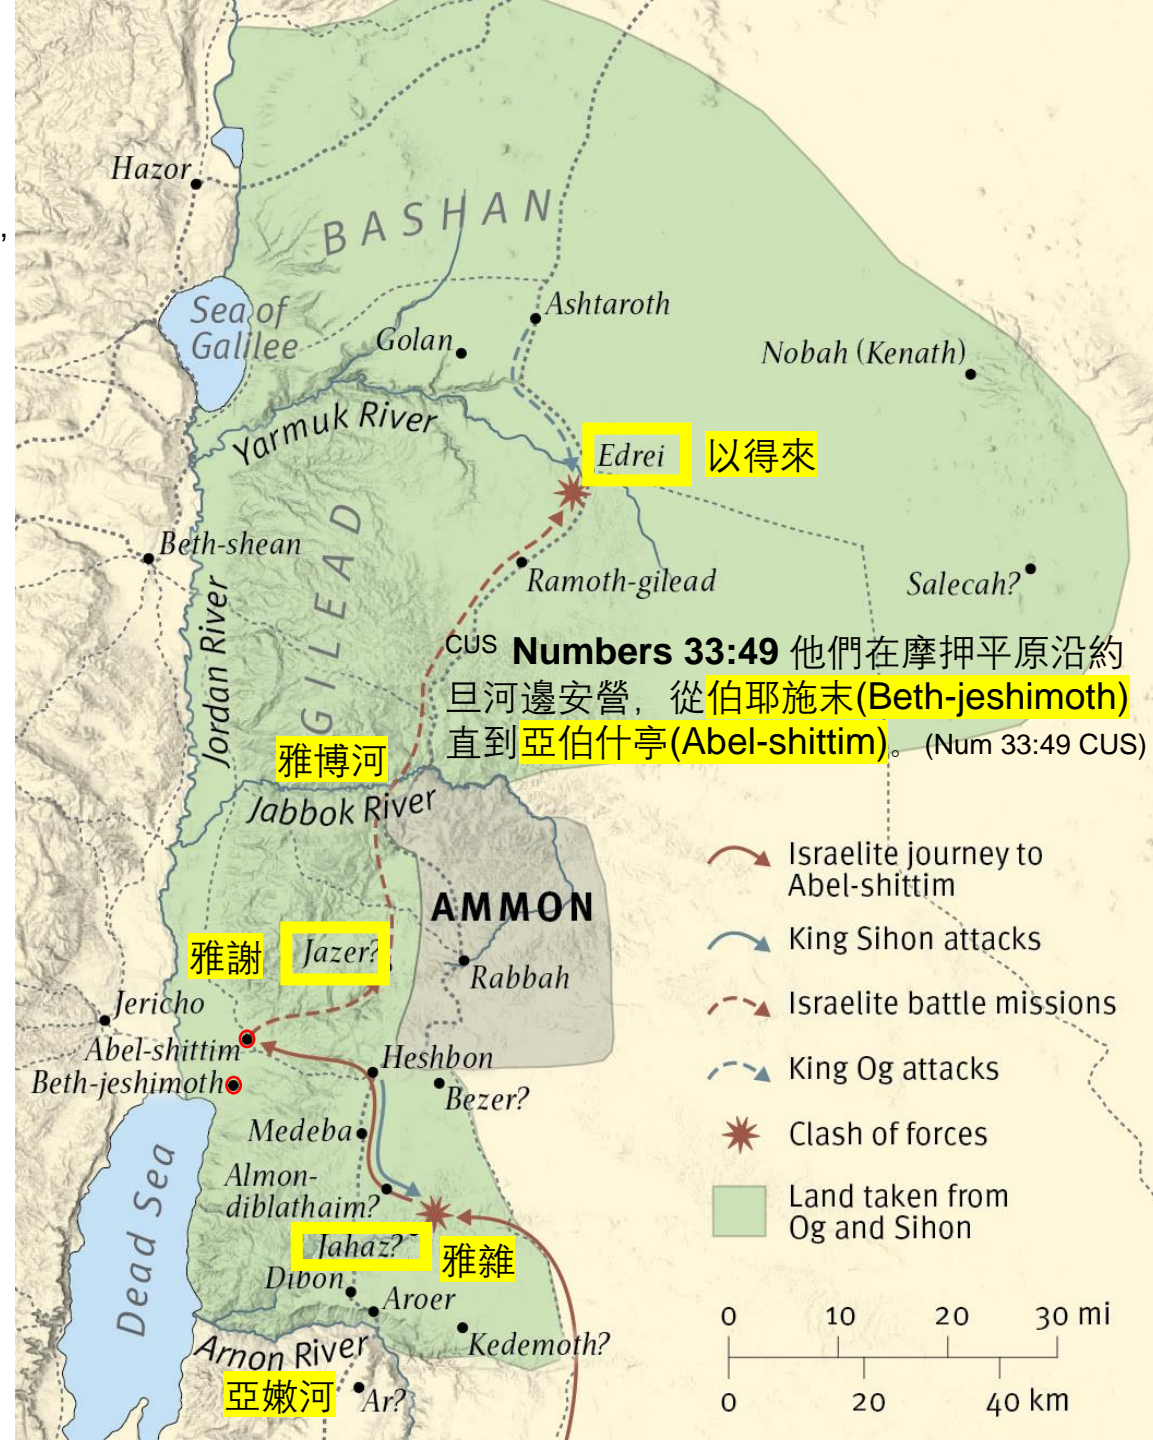 Hazor
BASHAN
,
Sea of
Galilee
Ashtaroth
Golan
Nobah (Kenath)
Yarmuk River
Edrei
以得來
GILEAD
Beth-shean
Ramoth-gilead
Salecah?
Jordan River
CUS Numbers 33:49 他們在摩押平原沿約
旦河邊安營, 從伯耶施末(Beth-jeshimoth)
直到亞伯什亭(Abel-shittim)。(Num 33:49 CUS)
雅博河
Jabbok River
Israelite journey to
Abel-shittim
AMMON
King Sihon attacks
雅謝
Jazer?
Rabbah
Israelite battle missions
Jericho
Abel-shittim
Heshbon
King Og attacks
Beth-jeshimoth
Bezer?
Medeba
Clash of forces
Almon-
diblathaim?
Land taken from
Og and Sihon
Dead Sea
Jahaz?
雅雜
Dibon
Aroer
Kedemoth?
0 10 20 30 mi
Arnon River
亞嫩河
Ar?
0 20 40 km